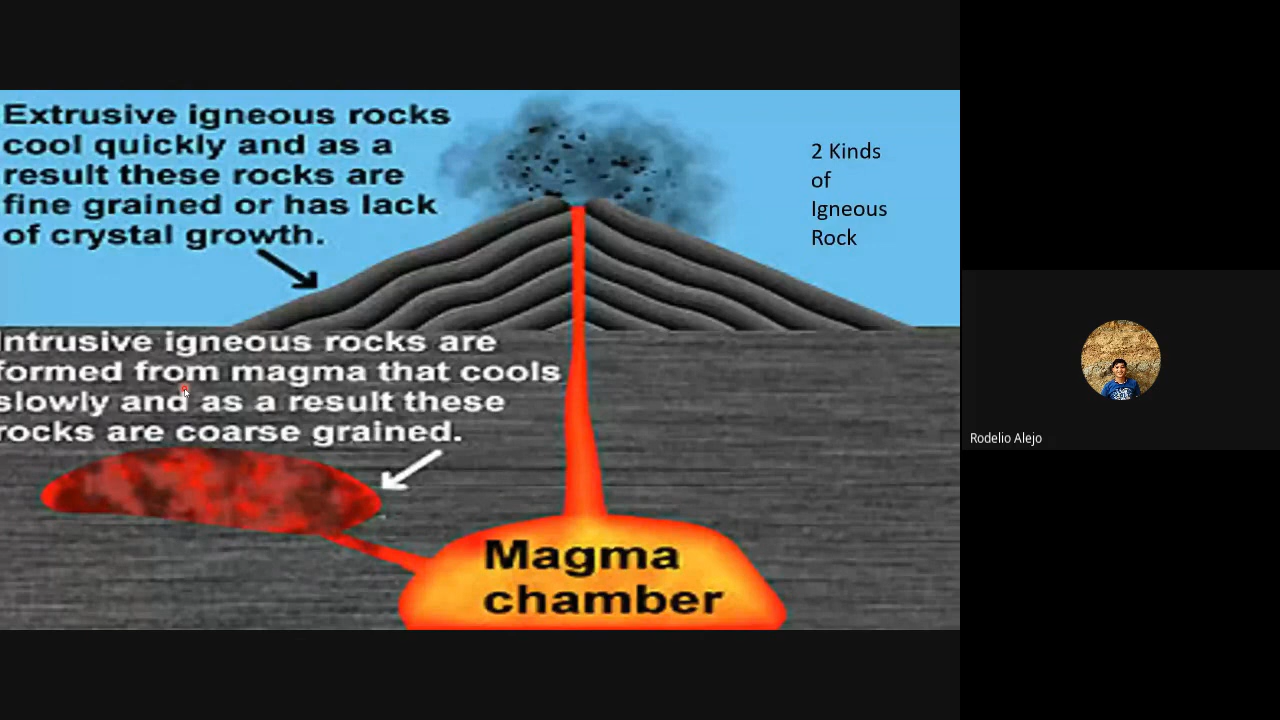 Extrusive igneous rocks
cool quickly and as a
result these rocks are
fine grained or has lack
of crystal growth.
2 Kinds
of
Igneous
Rock
Intrusive igneous rocks are
formed from magma that cools
slowly and as a result these
rocks are coarse grained.
Magma
chamber
Rodelio Alejo